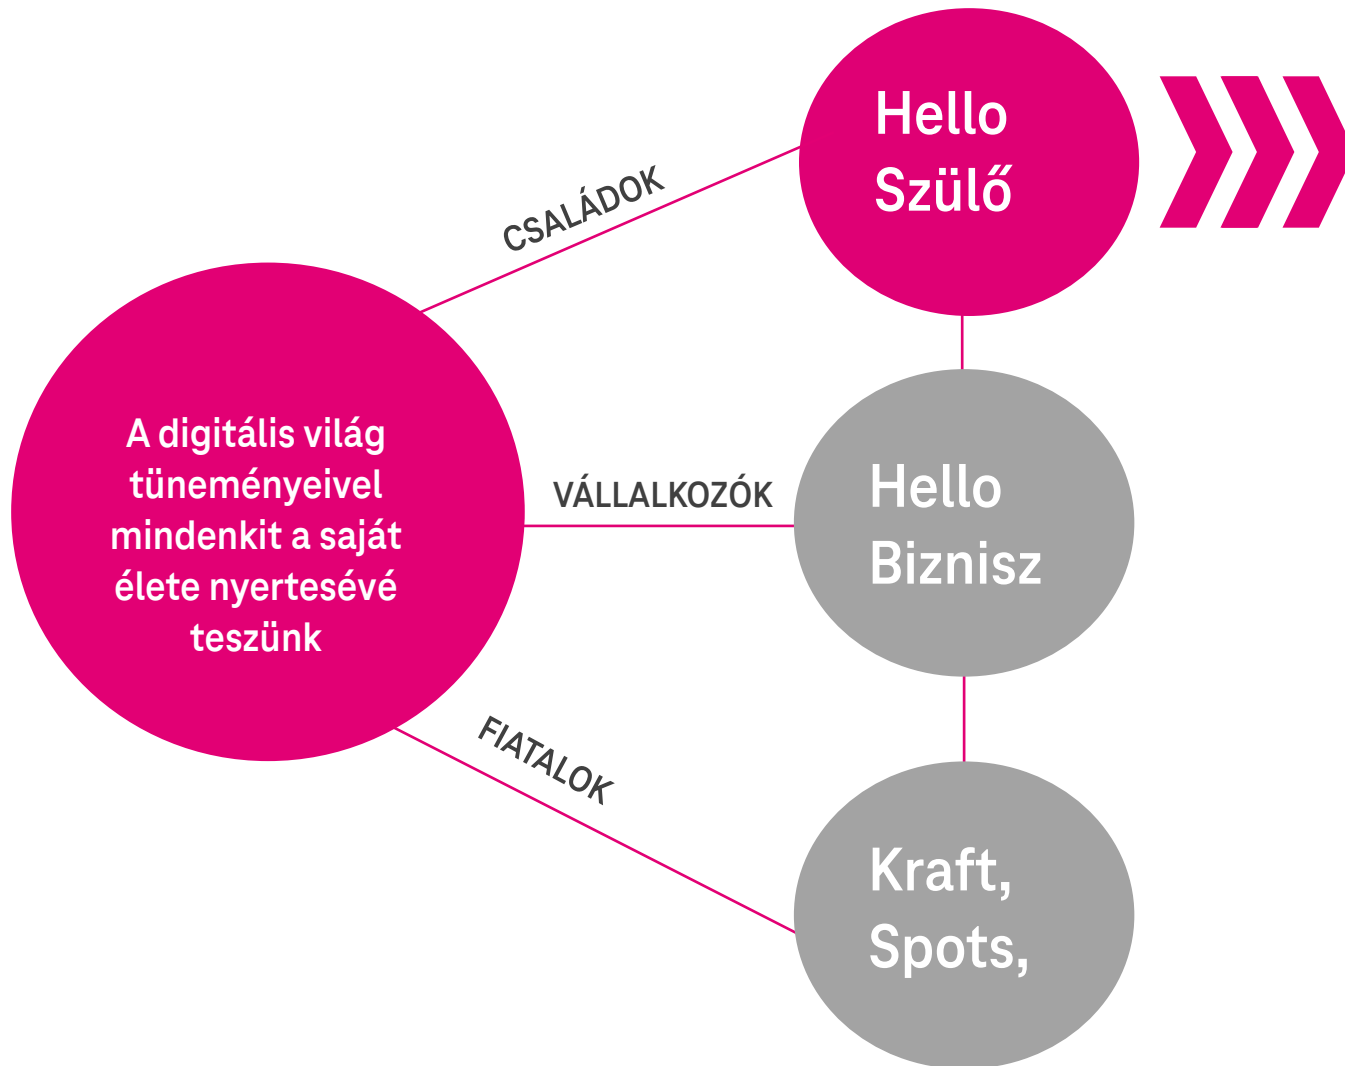 Hello
Szülő
CSALÁDOK
A digitális világ
tüneményeivel
mindenkit a saját
élete nyertesévé
teszünk
VÁLLALKOZÓK
Hello
Biznisz
FIATALOK
Kraft,
Spots,